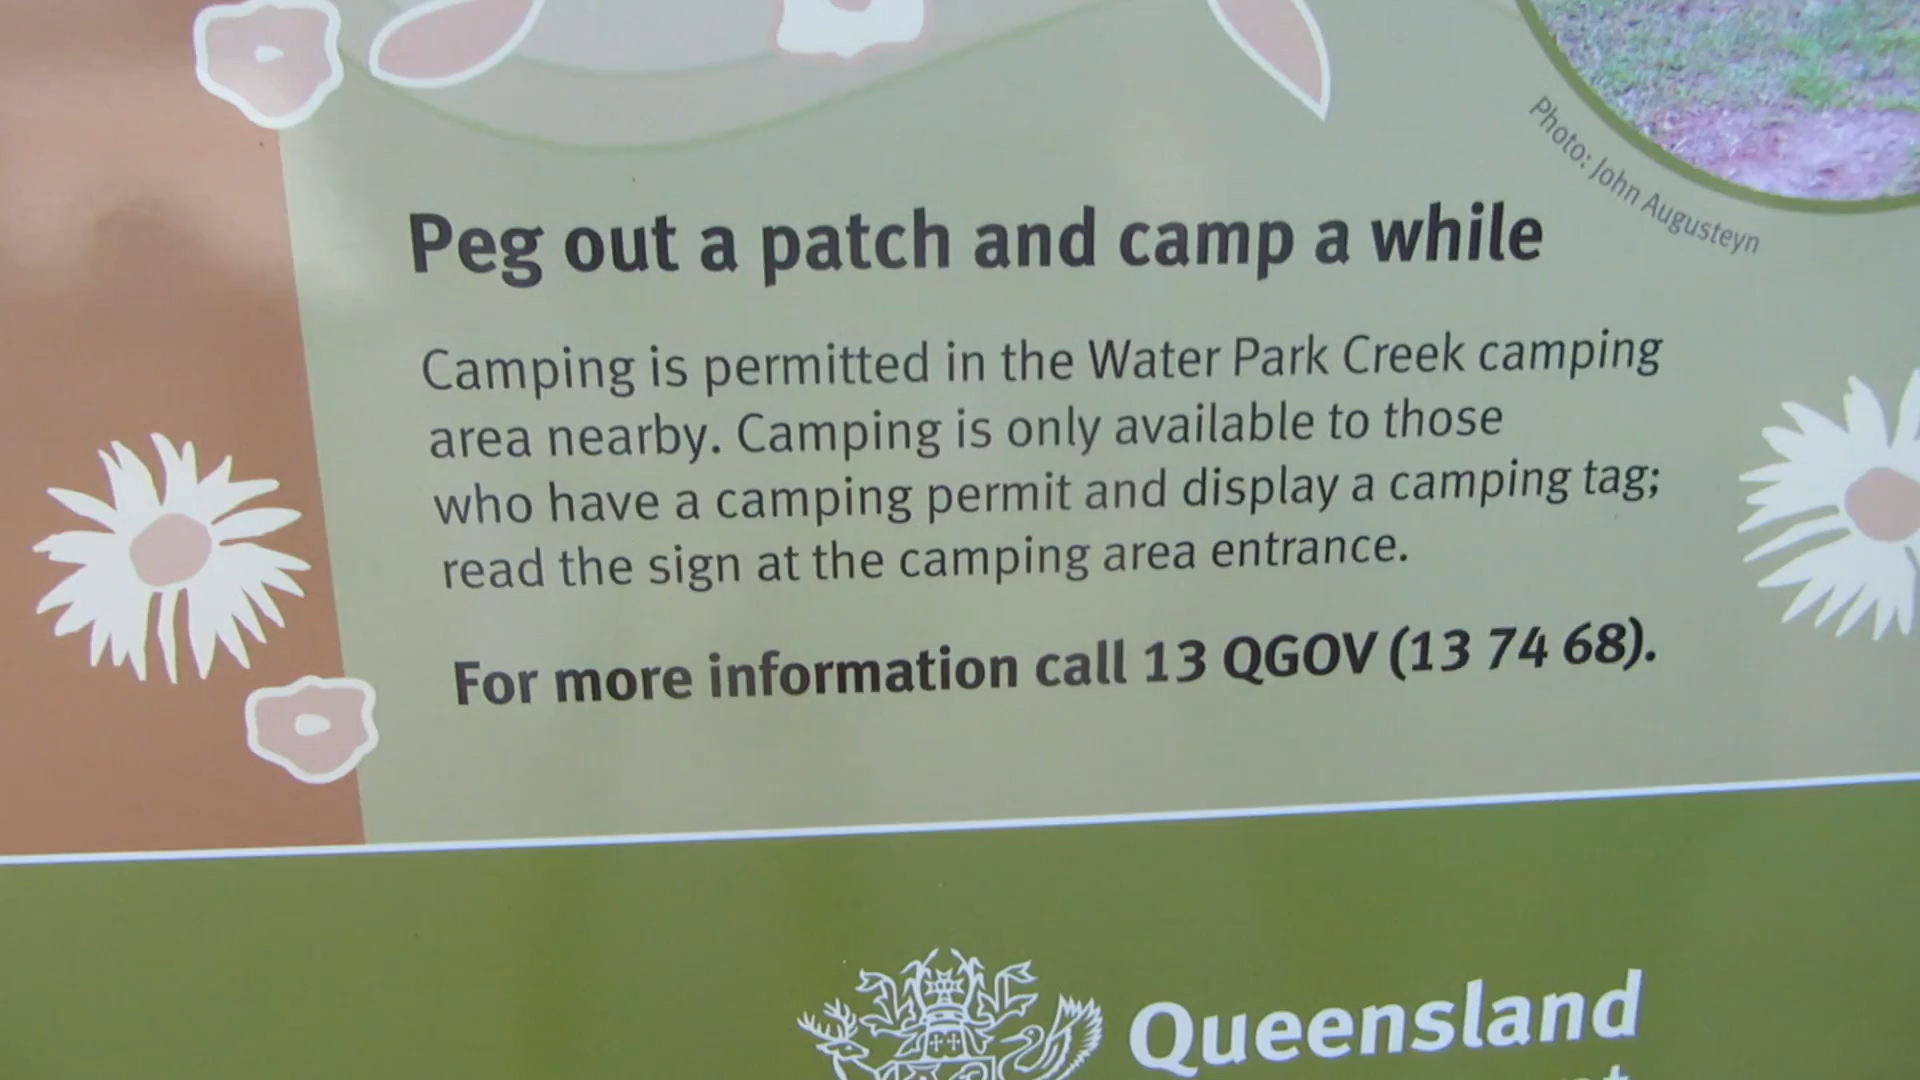 Photo: John Augusteyn
Peg out a patch and camp a while
Camping is permitted in the Water Park Creek camping
area nearby. Camping is only available to those
who have a camping permit and display a camping tag;
read the sign at the camping area entrance.
For more information call 13 QGOV (13 74 68).
Queensland